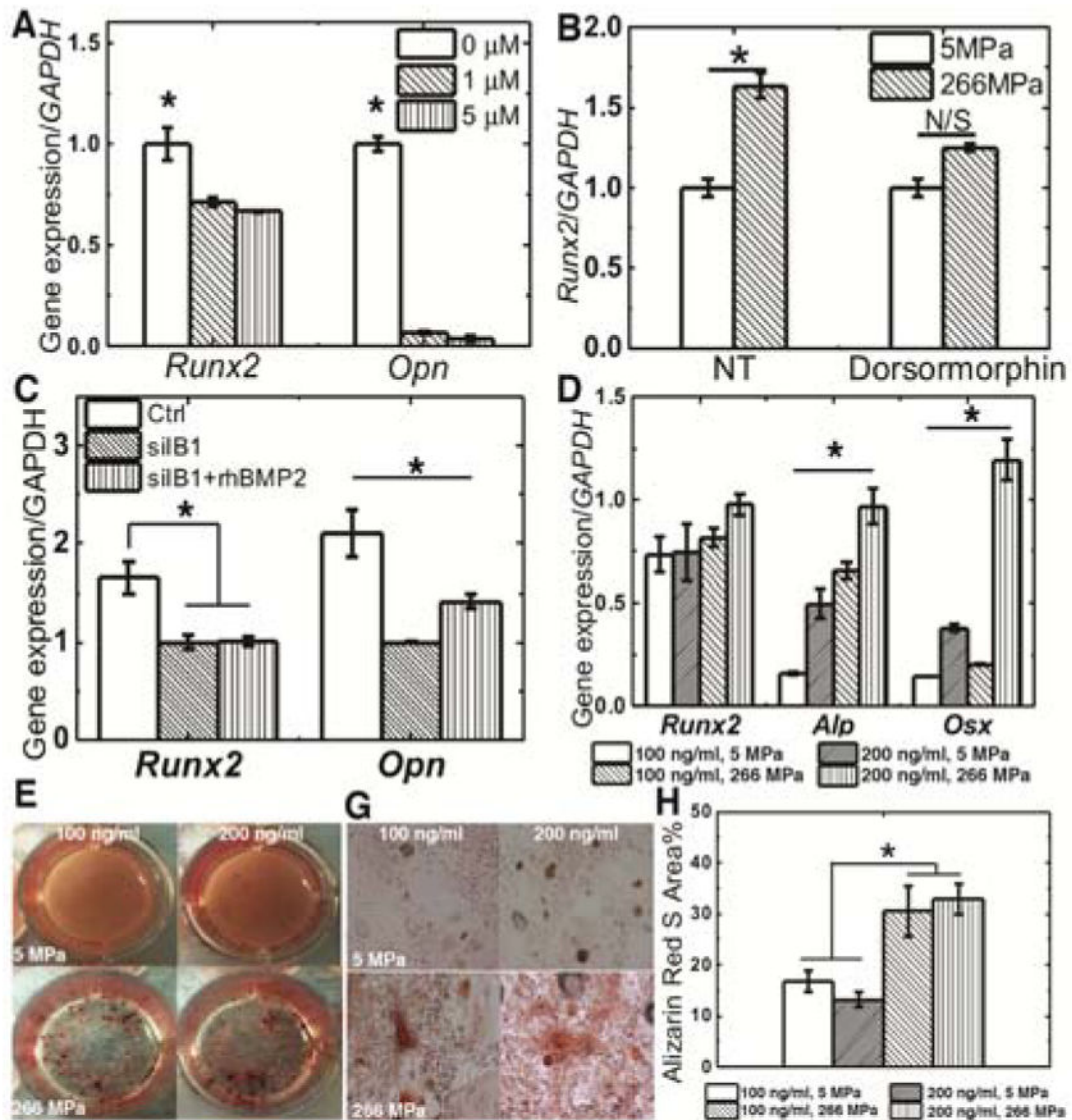 A
Gene expression/GAPDH
1.5
1.0
0.5
0.0
*
*
0 μM
1 μM
5 μM
Runx2
Opn
B
Runx2/GAPDH
2.0
1.5
1.0
0.5
0.0
*
N/S
5MPa
266MPa
NT
Dorsormorphin
C
Gene expression/GAPDH
3
2
1
0
Ctrl
siIB1
siIB1+rhBMP2
*
*
Runx2
Opn
D
Gene expression/GAPDH
1.5
1.0
0.5
0.0
*
*
Runx2
Alp
Osx
100 ng/ml, 5 MPa
200 ng/ml, 5 MPa
100 ng/ml, 266 MPa
200 ng/ml, 266 MPa
E
100 ng/ml
200 ng/ml
5 MPa
266 MPa
G
100 ng/ml
200 ng/ml
5 MPa
266 MPa
H
Alizarin Red S Area%
50
40
30
20
10
0
*
100 ng/ml, 5 MPa
200 ng/ml, 5 MPa
100 ng/ml, 266 MPa
200 ng/ml, 266 MPa